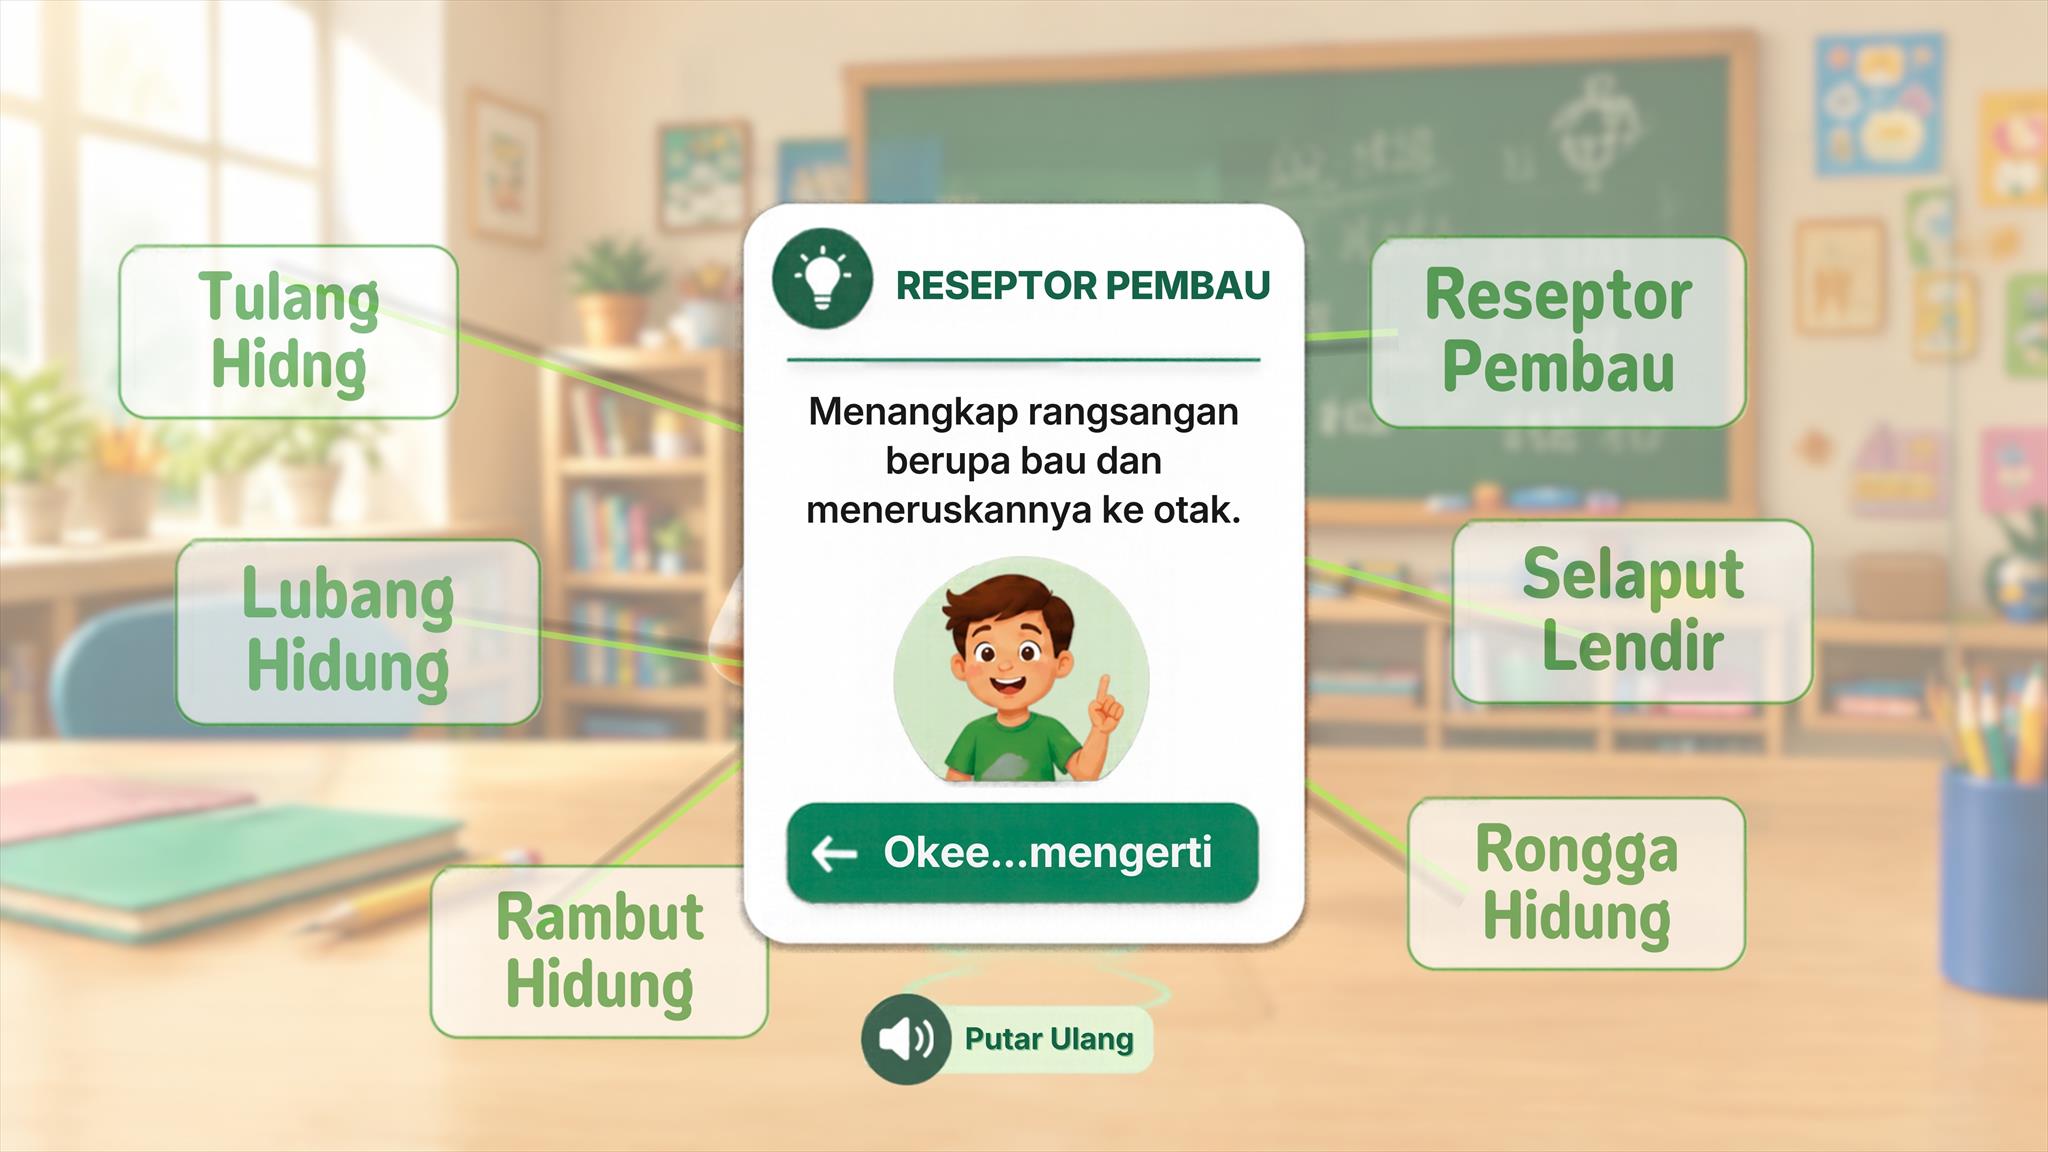 Tulang
Hidng
Lubang
Hidung
Rambut
Hidung
RESEPTOR PEMBAU
Menangkap rangsangan
berupa bau dan
meneruskannya ke otak.
Okee...mengerti
Putar Ulang
Reseptor
Pembau
Selaput
Lendir
Rongga
Hidung